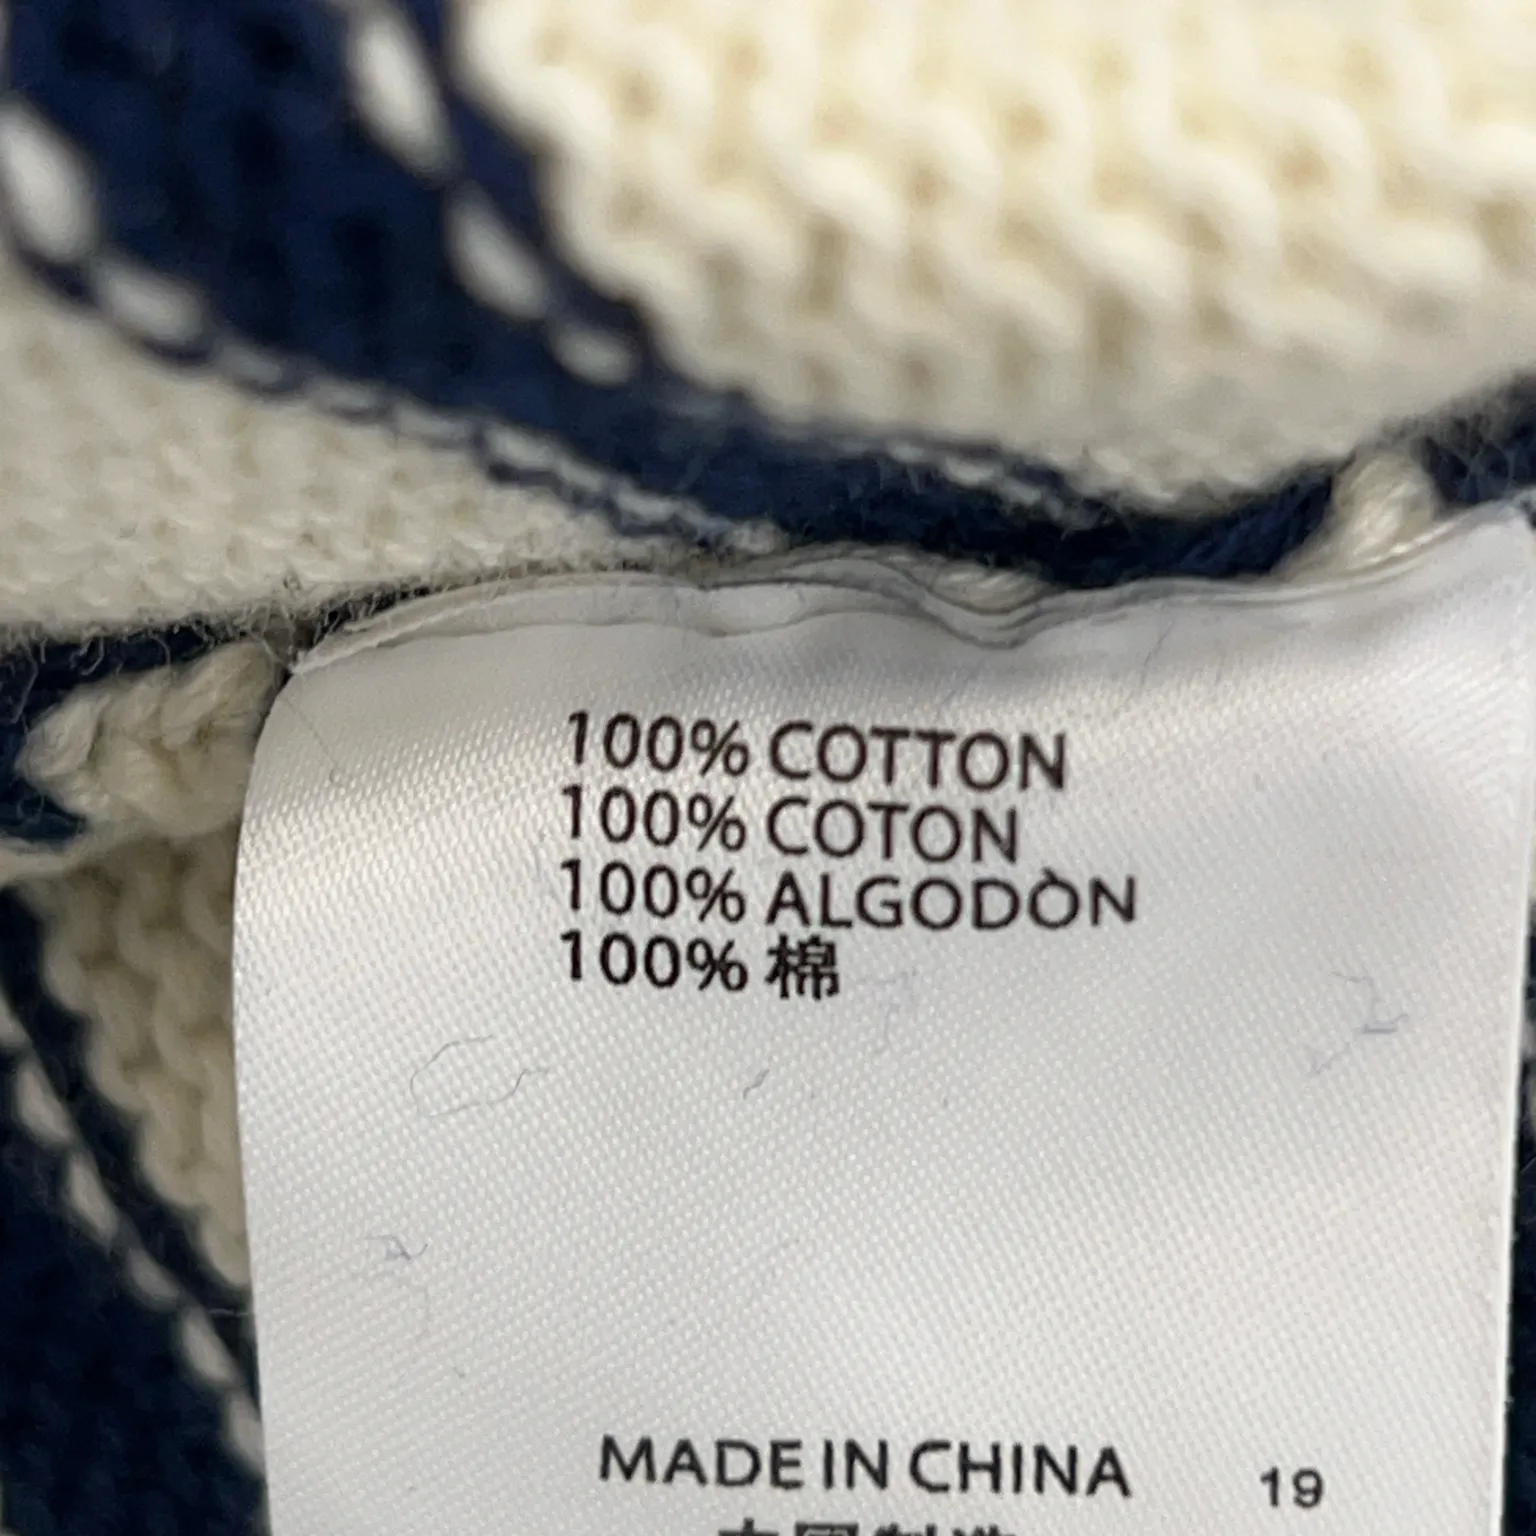 100% COTTON
100% COTON
100% ALGODÒN
100% 棉
MADE IN CHINA 19